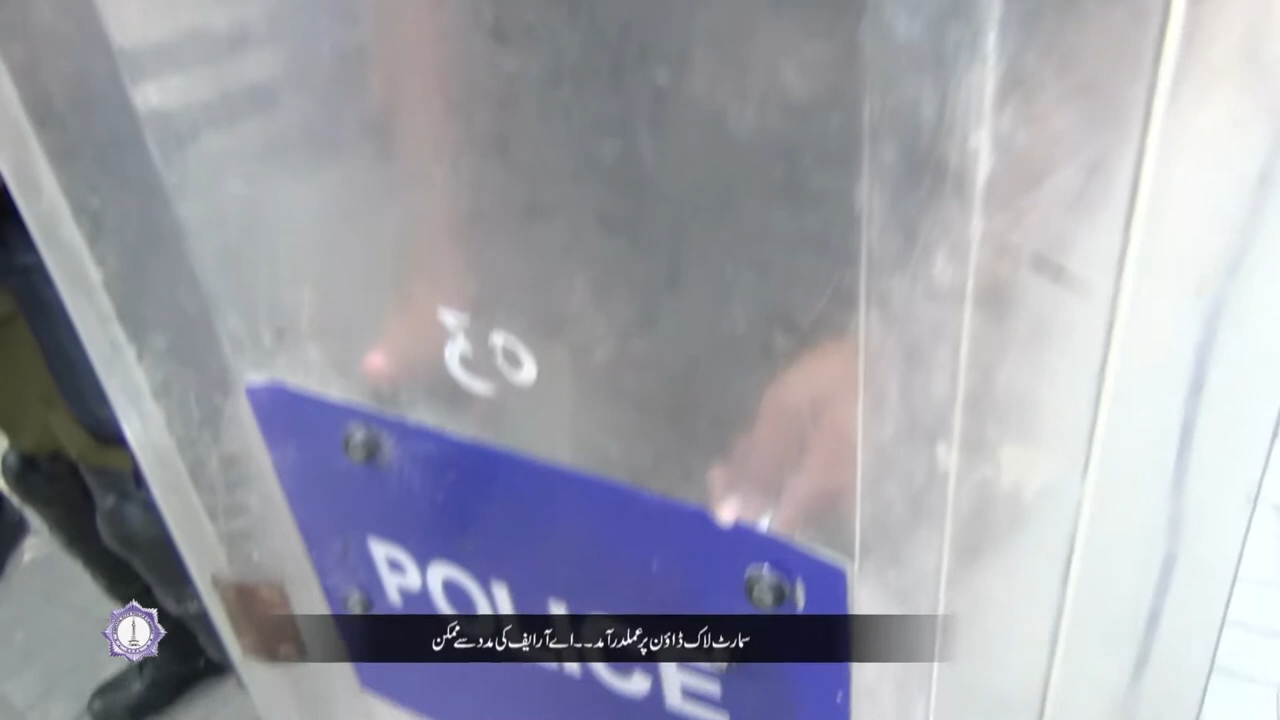 POLICE
سمارٹ لاک ڈاؤن پر عملدرآمد۔۔۔اے آر ایف کی مدد سے ممکن